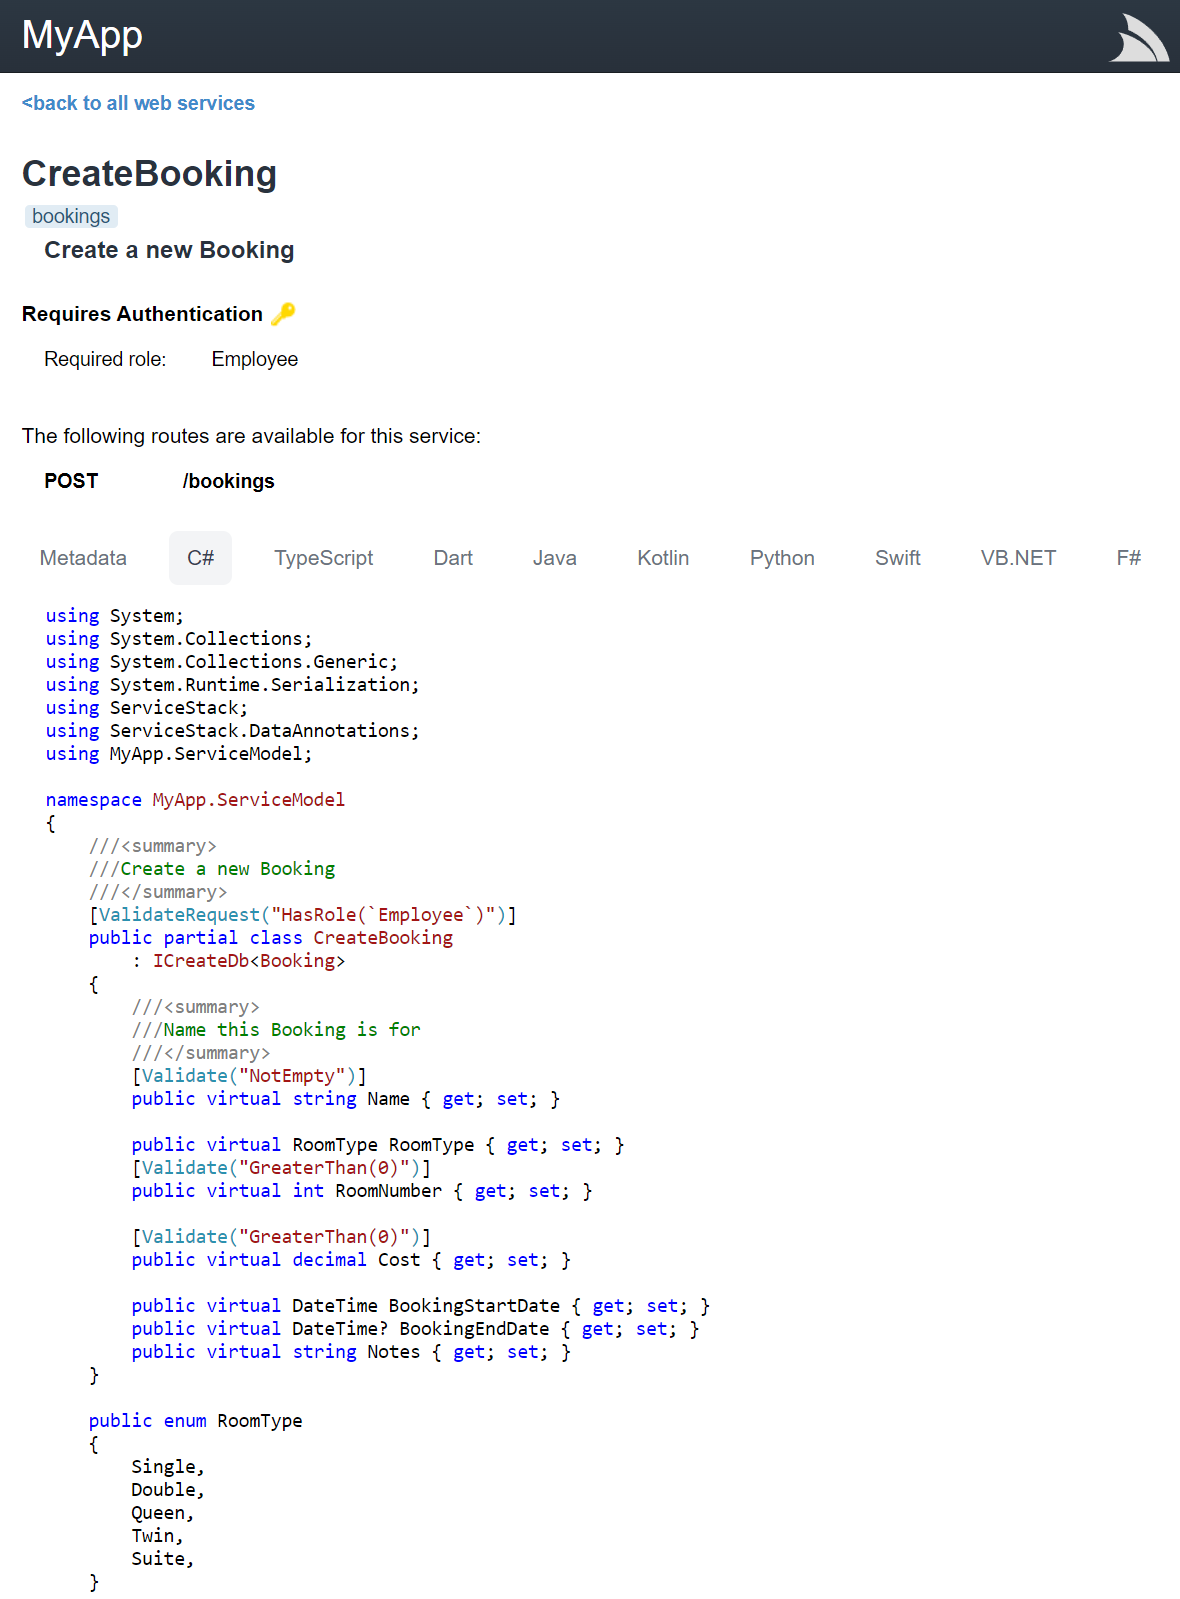 MyApp
<back to all web services
CreateBooking
bookings
Create a new Booking
Requires Authentication 🔑
Required role: Employee
The following routes are available for this service:
POST /bookings
Metadata C# TypeScript Dart Java Kotlin Python Swift VB.NET F#
using System;
using System.Collections;
using System.Collections.Generic;
using System.Runtime.Serialization;
using ServiceStack;
using ServiceStack.DataAnnotations;
using MyApp.ServiceModel;

namespace MyApp.ServiceModel
{
    ///<summary>
    ///Create a new Booking
    ///</summary>
    [ValidateRequest("HasRole(`Employee`)")]
    public partial class CreateBooking
        : ICreateDb<Booking>
    {
        ///<summary>
        ///Name this Booking is for
        ///</summary>
        [Validate("NotEmpty")]
        public virtual string Name { get; set; }

        public virtual RoomType RoomType { get; set; }
        [Validate("GreaterThan(0)")]
        public virtual int RoomNumber { get; set; }

        [Validate("GreaterThan(0)")]
        public virtual decimal Cost { get; set; }

        public virtual DateTime BookingStartDate { get; set; }
        public virtual DateTime? BookingEndDate { get; set; }
        public virtual string Notes { get; set; }
    }

    public enum RoomType
    {
        Single,
        Double,
        Queen,
        Twin,
        Suite,
    }